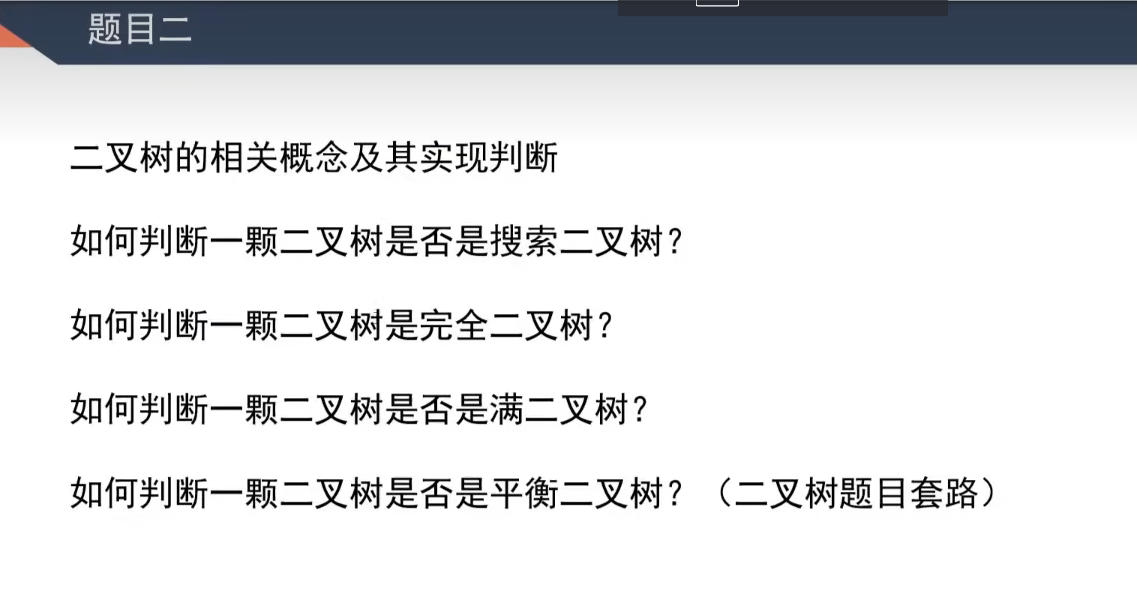 题目二
二叉树的相关概念及其实现判断
如何判断一颗二叉树是否是搜索二叉树？
如何判断一颗二叉树是完全二叉树？
如何判断一颗二叉树是否是满二叉树？
如何判断一颗二叉树是否是平衡二叉树？（二叉树题目套路）